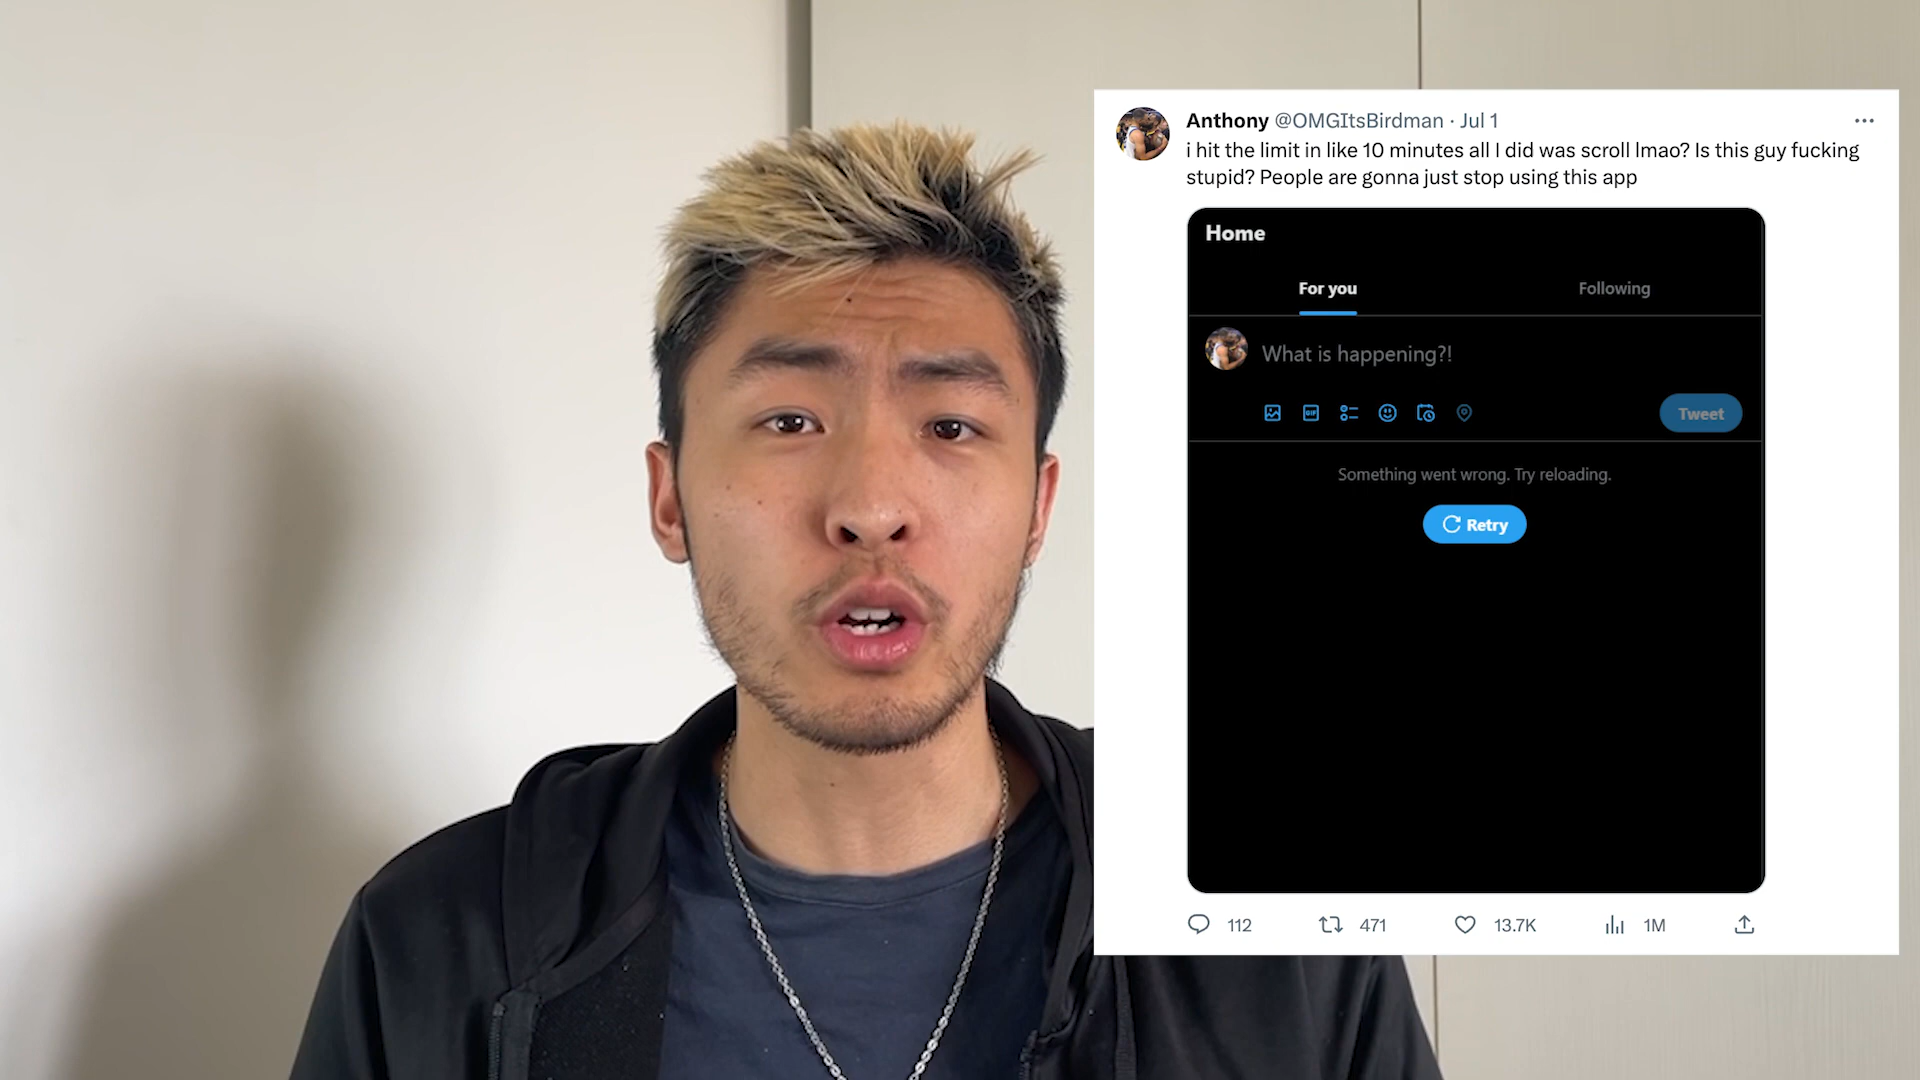 Anthony @OMGItsBirdman · Jul 1
i hit the limit in like 10 minutes all I did was scroll lmao? Is this guy fucking
stupid? People are gonna just stop using this app
Home
For you Following
What is happening?!
GIF
Tweet
Something went wrong. Try reloading.
Retry
112 471 13.7K 1M